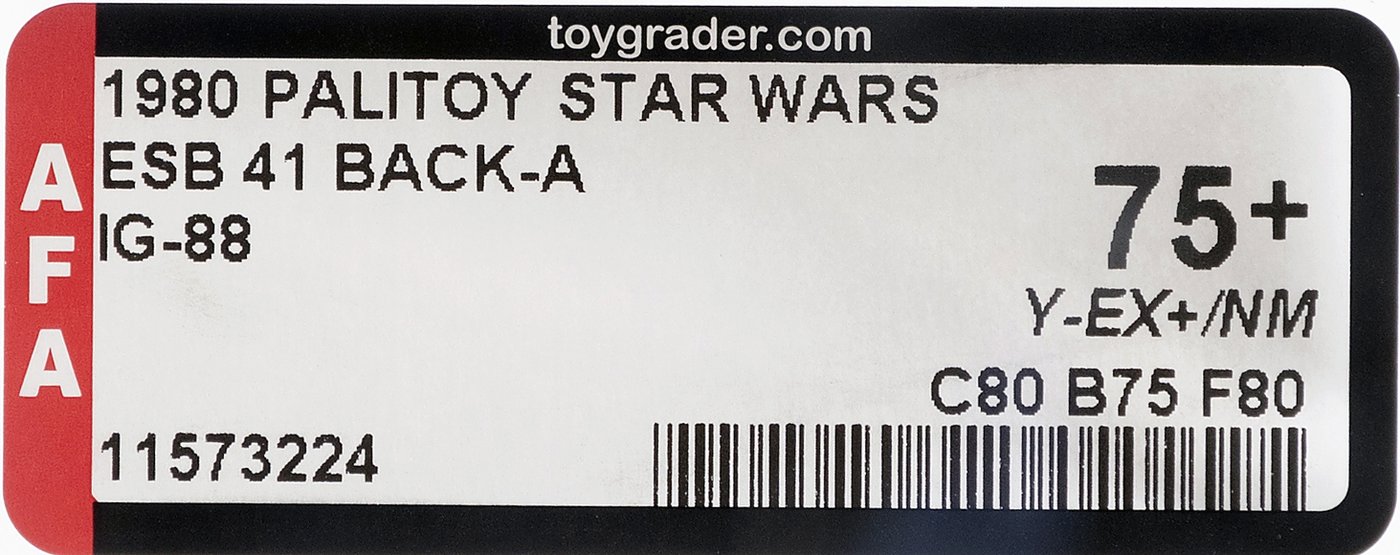 toygrader.com
AFA
1980 PALITOY STAR WARS
ESB 41 BACK-A
IG-88
75+
Y-EX+/NM
C80 B75 F80
11573224